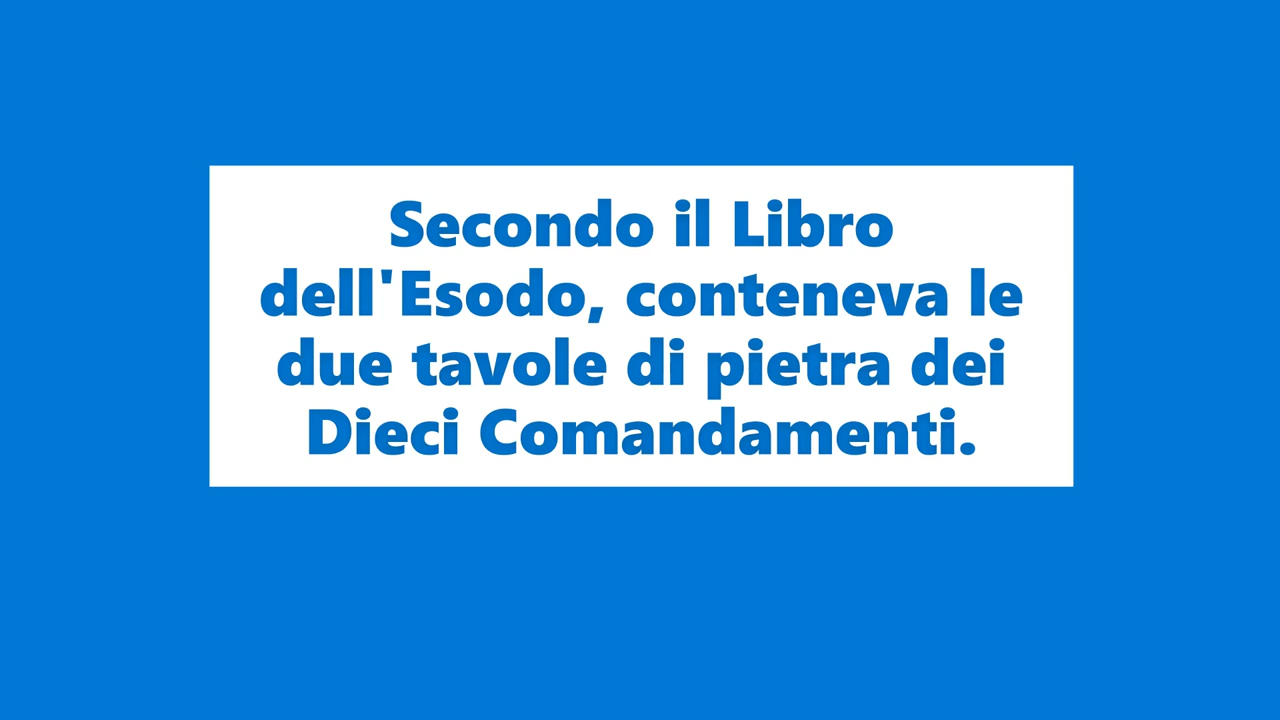 Secondo il Libro
dell'Esodo, conteneva le
due tavole di pietra dei
Dieci Comandamenti.